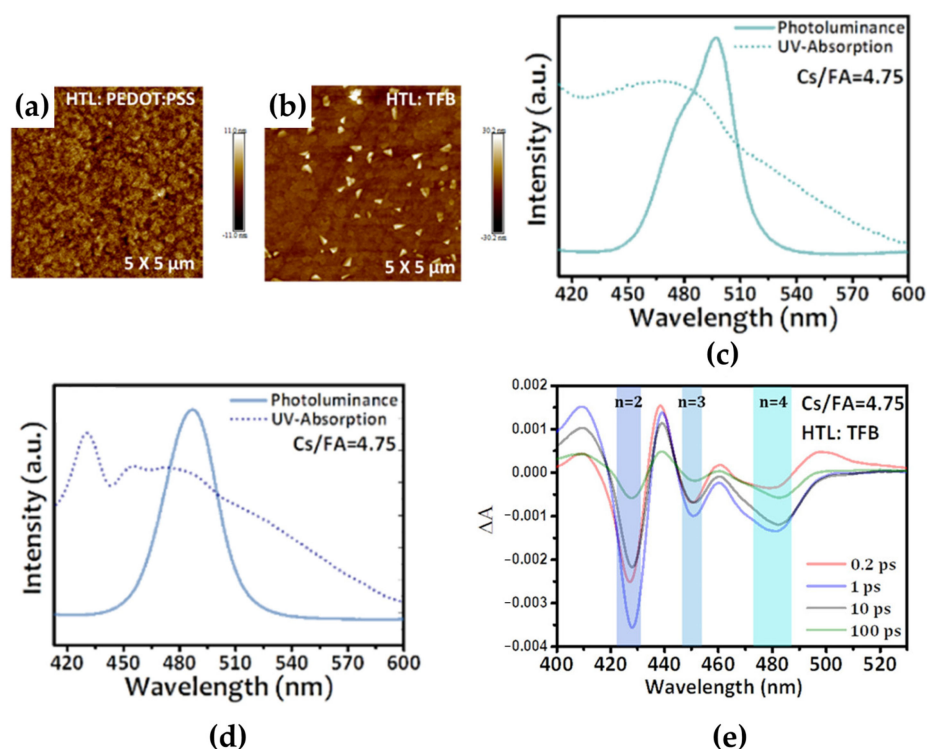 (a)
HTL: PEDOT:PSS
5 X 5 μm
11.0 nm
-11.0 nm
(b)
HTL: TFB
5 X 5 μm
30.2 nm
-30.2 nm
Photoluminance
UV-Absorption
Cs/FA=4.75
Intensity (a.u.)
420 450 480 510 540 570 600
Wavelength (nm)
(c)
Photoluminance
UV-Absorption
Cs/FA=4.75
Intensity (a.u.)
420 450 480 510 540 570 600
Wavelength (nm)
(d)
n=2 n=3 n=4
Cs/FA=4.75
HTL: TFB
0.002
0.001
0.000
−0.001
−0.002
−0.003
−0.004
ΔA
0.2 ps
1 ps
10 ps
100 ps
400 420 440 460 480 500 520
Wavelength (nm)
(e)